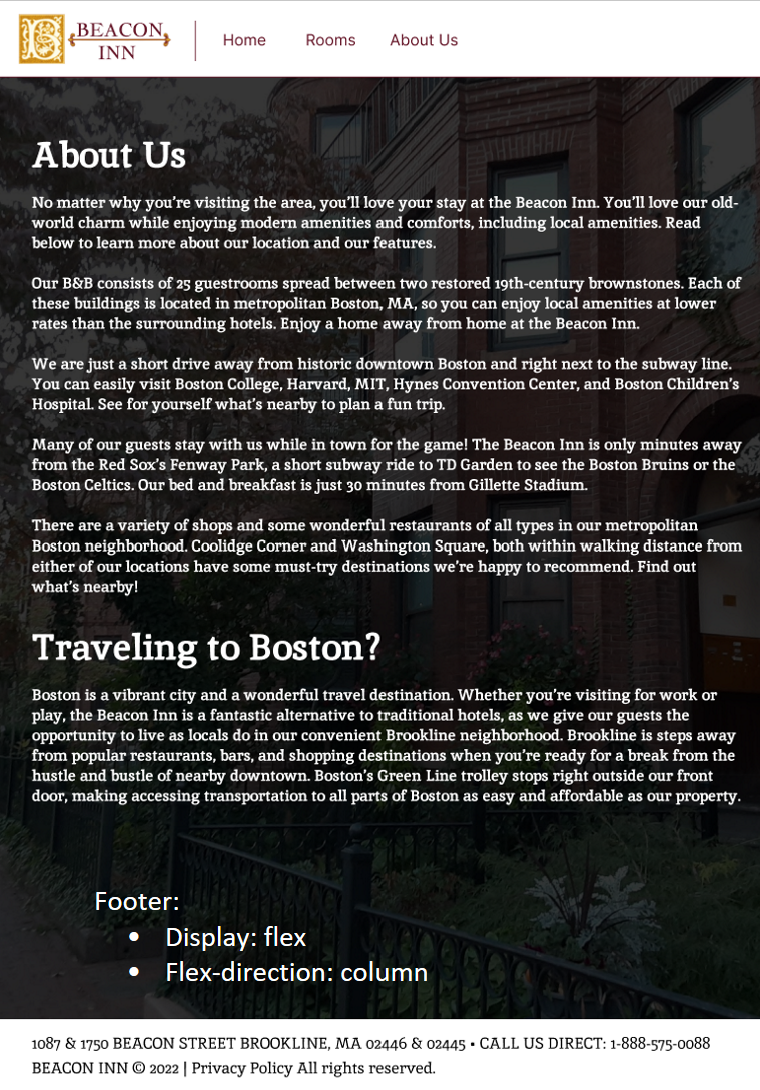 BEACON
INN
Home Rooms About Us
About Us
No matter why you’re visiting the area, you’ll love your stay at the Beacon Inn. You’ll love our old-
world charm while enjoying modern amenities and comforts, including local amenities. Read
below to learn more about our location and our features.
Our B&B consists of 25 guestrooms spread between two restored 19th-century brownstones. Each of
these buildings is located in metropolitan Boston, MA, so you can enjoy local amenities at lower
rates than the surrounding hotels. Enjoy a home away from home at the Beacon Inn.
We are just a short drive away from historic downtown Boston and right next to the subway line.
You can easily visit Boston College, Harvard, MIT, Hynes Convention Center, and Boston Children’s
Hospital. See for yourself what’s nearby to plan a fun trip.
Many of our guests stay with us while in town for the game! The Beacon Inn is only minutes away
from the Red Sox’s Fenway Park, a short subway ride to TD Garden to see the Boston Bruins or the
Boston Celtics. Our bed and breakfast is just 30 minutes from Gillette Stadium.
There are a variety of shops and some wonderful restaurants of all types in our metropolitan
Boston neighborhood. Coolidge Corner and Washington Square, both within walking distance from
either of our locations have some must-try destinations we’re happy to recommend. Find out
what’s nearby!
Traveling to Boston?
Boston is a vibrant city and a wonderful travel destination. Whether you’re visiting for work or
play, the Beacon Inn is a fantastic alternative to traditional hotels, as we give our guests the
opportunity to live as locals do in our convenient Brookline neighborhood. Brookline is steps away
from popular restaurants, bars, and shopping destinations when you’re ready for a break from the
hustle and bustle of nearby downtown. Boston’s Green Line trolley stops right outside our front
door, making accessing transportation to all parts of Boston as easy and affordable as our property.
Footer:
• Display: flex
• Flex-direction: column
1087 & 1750 BEACON STREET BROOKLINE, MA 02446 & 02445 • CALL US DIRECT: 1-888-575-0088
BEACON INN © 2022 | Privacy Policy All rights reserved.